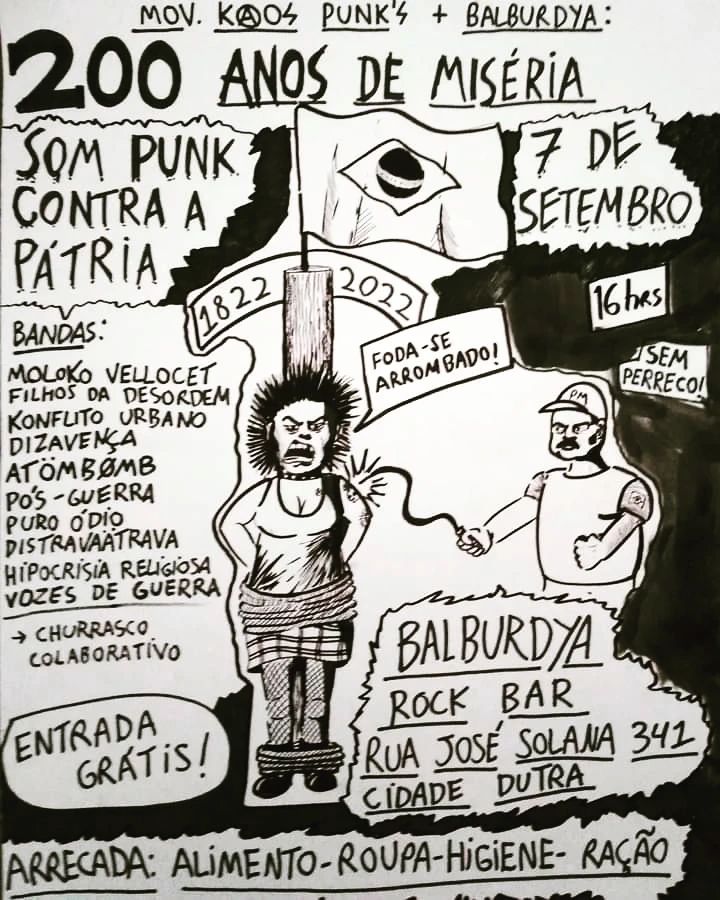 MOV. KAOS PUNK'S + BALBURDYA:
200 ANOS DE MISÉRIA
SOM PUNK
CONTRA A
PÁTRIA
7 DE
SETEMBRO
1822 2022
16 hrs
SEM
PERRECO!
FODA-SE
ARROMBADO!
PM
BANDAS:
MOLOKO VELLOCET
FILHOS DA DESORDEM
KONFLITO URBANO
DIZAVENÇA
ATÖMBØMB
PÓS-GUERRA
PURO ÓDIO
DISTRAVAÄTRAVA
HIPOCRISIA RELIGIOSA
VOZES DE GUERRA
→ CHURRASCO
COLABORATIVO
ENTRADA
GRÁTIS!
BALBURDYA
ROCK BAR
RUA JOSÉ SOLANA 341
CIDADE DUTRA
ARRECADA: ALIMENTO-ROUPA-HIGIENE- RAÇÃO